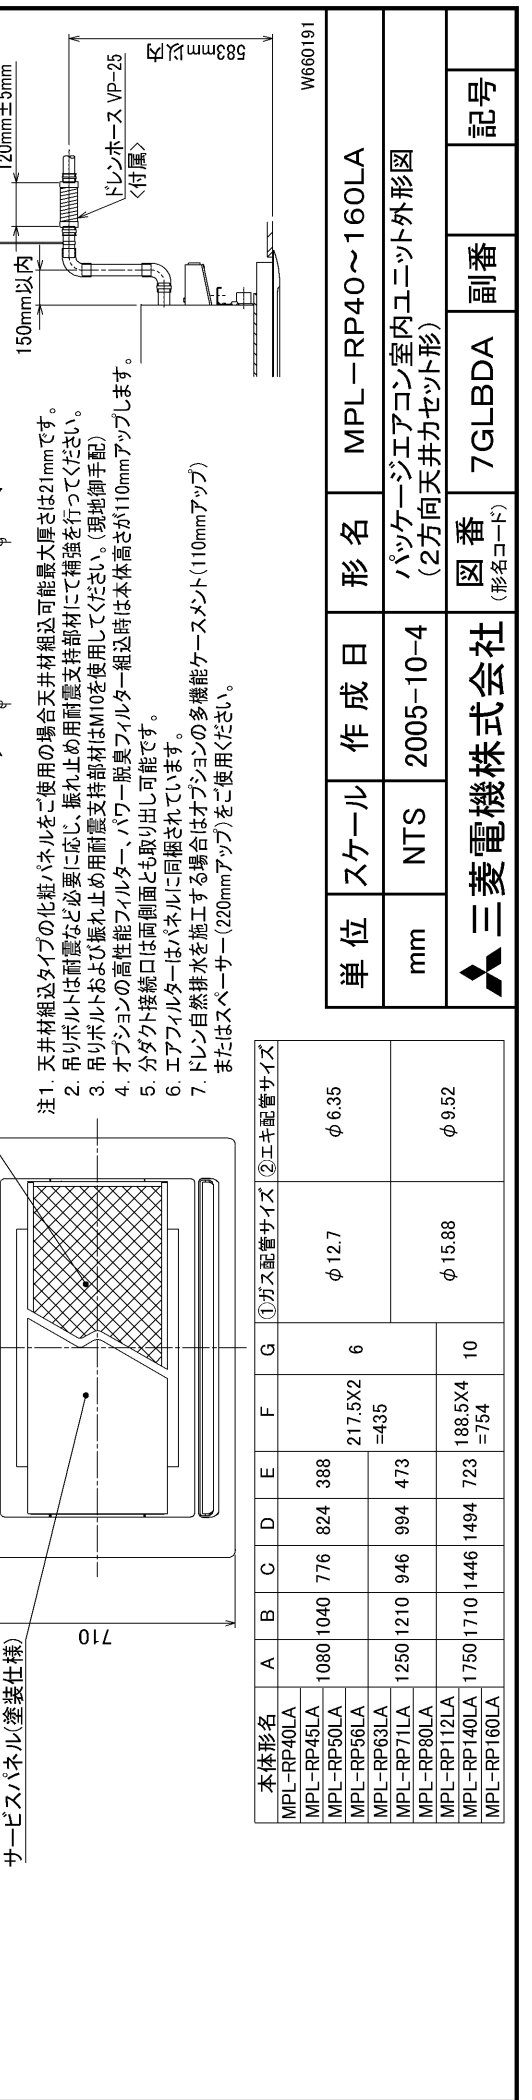 サービスパネル(塗装仕様)
710
120mm±5mm
150mm以内
583mm以内
ドレンホース VP-25
<付属>
注1. 天井材組込タイプの化粧パネルをご使用の場合天井材組込可能最大厚さは21mmです。
2. 吊りボルトは耐震など必要に応じ、振れ止め用耐震支持部材にて補強を行ってください。
3. 吊りボルトおよび振れ止め用耐震支持部材はM10を使用してください。(現地御手配)
4. オプションの高性能フィルター、パワー脱臭フィルター組込時は本体高さが110mmアップします。
5. 分ダクト接続口は両側面とも取り出し可能です。
6. エアフィルターはパネルに同梱されています。
7. ドレン自然排水を施工する場合はオプションの多機能ケースメント(110mmアップ)
またはスペーサー(220mmアップ)をご使用ください。
W660191
本体形名 A B C D E F G ①ガス配管サイズ ②エキ配管サイズ
MPL-RP40LA
MPL-RP45LA
MPL-RP50LA
MPL-RP56LA
1080 1040 776 824 388
MPL-RP63LA
MPL-RP71LA
MPL-RP80LA
1250 1210 946 994 473
217.5X2
=435
6
φ12.7 φ6.35
MPL-RP112LA
MPL-RP140LA
MPL-RP160LA
1750 1710 1446 1494 723
188.5X4
=754
10
φ15.88 φ9.52
単位 スケール 作成日 形名 MPL-RP40~160LA
mm NTS 2005-10-4 パッケージエアコン室内ユニット外形図
(2方向天井カセット形)
三菱電機株式会社 図番 7GLBDA 副番 記号
(形名コード)